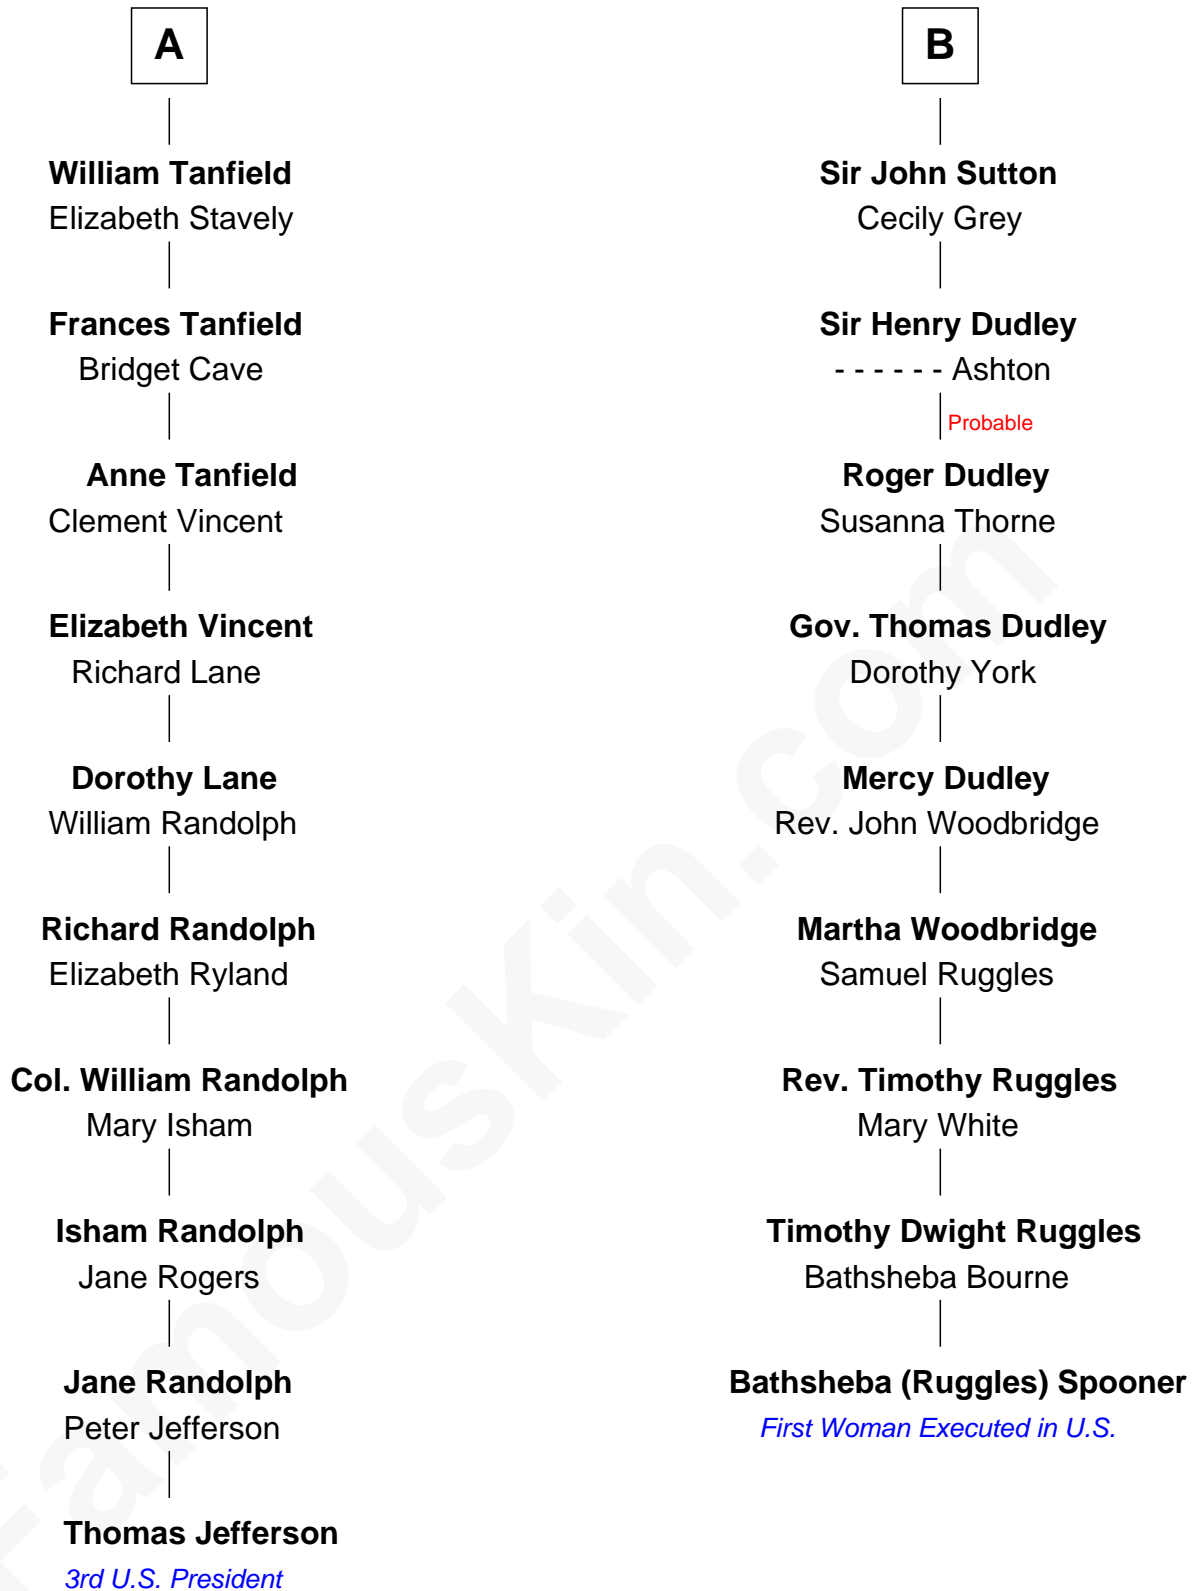 A
William Tanfield
Elizabeth Stavely
Frances Tanfield
Bridget Cave
Anne Tanfield
Clement Vincent
Elizabeth Vincent
Richard Lane
Dorothy Lane
William Randolph
Richard Randolph
Elizabeth Ryland
Col. William Randolph
Mary Isham
Isham Randolph
Jane Rogers
Jane Randolph
Peter Jefferson
Thomas Jefferson
3rd U.S. President
B
Sir John Sutton
Cecily Grey
Sir Henry Dudley
- - - - - - Ashton
Probable
Roger Dudley
Susanna Thorne
Gov. Thomas Dudley
Dorothy York
Mercy Dudley
Rev. John Woodbridge
Martha Woodbridge
Samuel Ruggles
Rev. Timothy Ruggles
Mary White
Timothy Dwight Ruggles
Bathsheba Bourne
Bathsheba (Ruggles) Spooner
First Woman Executed in U.S.
FamousKin.com